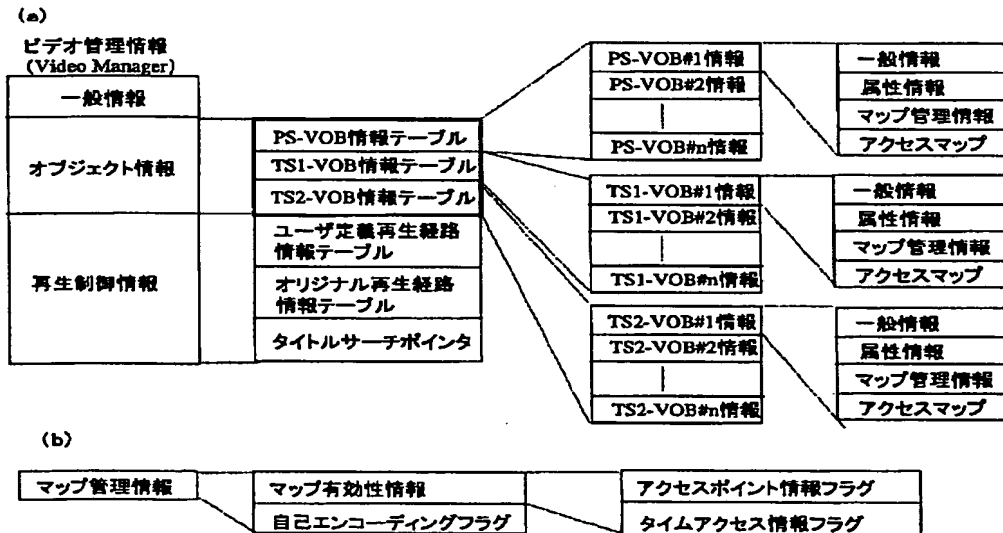 (a)
ビデオ管理情報
(Video Manager)
一般情報
オブジェクト情報
再生制御情報
PS-VOB情報テーブル
TS1-VOB情報テーブル
TS2-VOB情報テーブル
ユーザ定義再生経路
情報テーブル
オリジナル再生経路
情報テーブル
タイトルサーチポインタ
PS-VOB#1情報
PS-VOB#2情報
PS-VOB#n情報
TS1-VOB#1情報
TS1-VOB#2情報
TS1-VOB#n情報
TS2-VOB#1情報
TS2-VOB#2情報
TS2-VOB#n情報
一般情報
属性情報
マップ管理情報
アクセスマップ
一般情報
属性情報
マップ管理情報
アクセスマップ
一般情報
属性情報
マップ管理情報
アクセスマップ
(b)
マップ管理情報
マップ有効性情報
自己エンコーディングフラグ
アクセスポイント情報フラグ
タイムアクセス情報フラグ